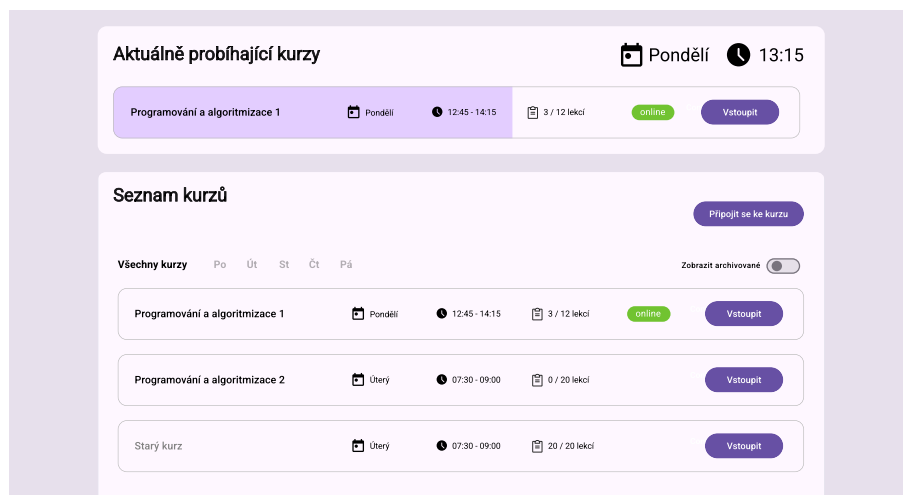 Aktuálně probíhající kurzy Pondělí 13:15
Programování a algoritmizace 1 Pondělí 12:45 - 14:15 3 / 12 lekcí online Vstoupit
Seznam kurzů
Připojit se ke kurzu
Všechny kurzy Po Út St Čt Pá Zobrazit archivované
Programování a algoritmizace 1 Pondělí 12:45 - 14:15 3 / 12 lekcí online Vstoupit
Programování a algoritmizace 2 Úterý 07:30 - 09:00 0 / 20 lekcí Vstoupit
Starý kurz Úterý 07:30 - 09:00 20 / 20 lekcí Vstoupit